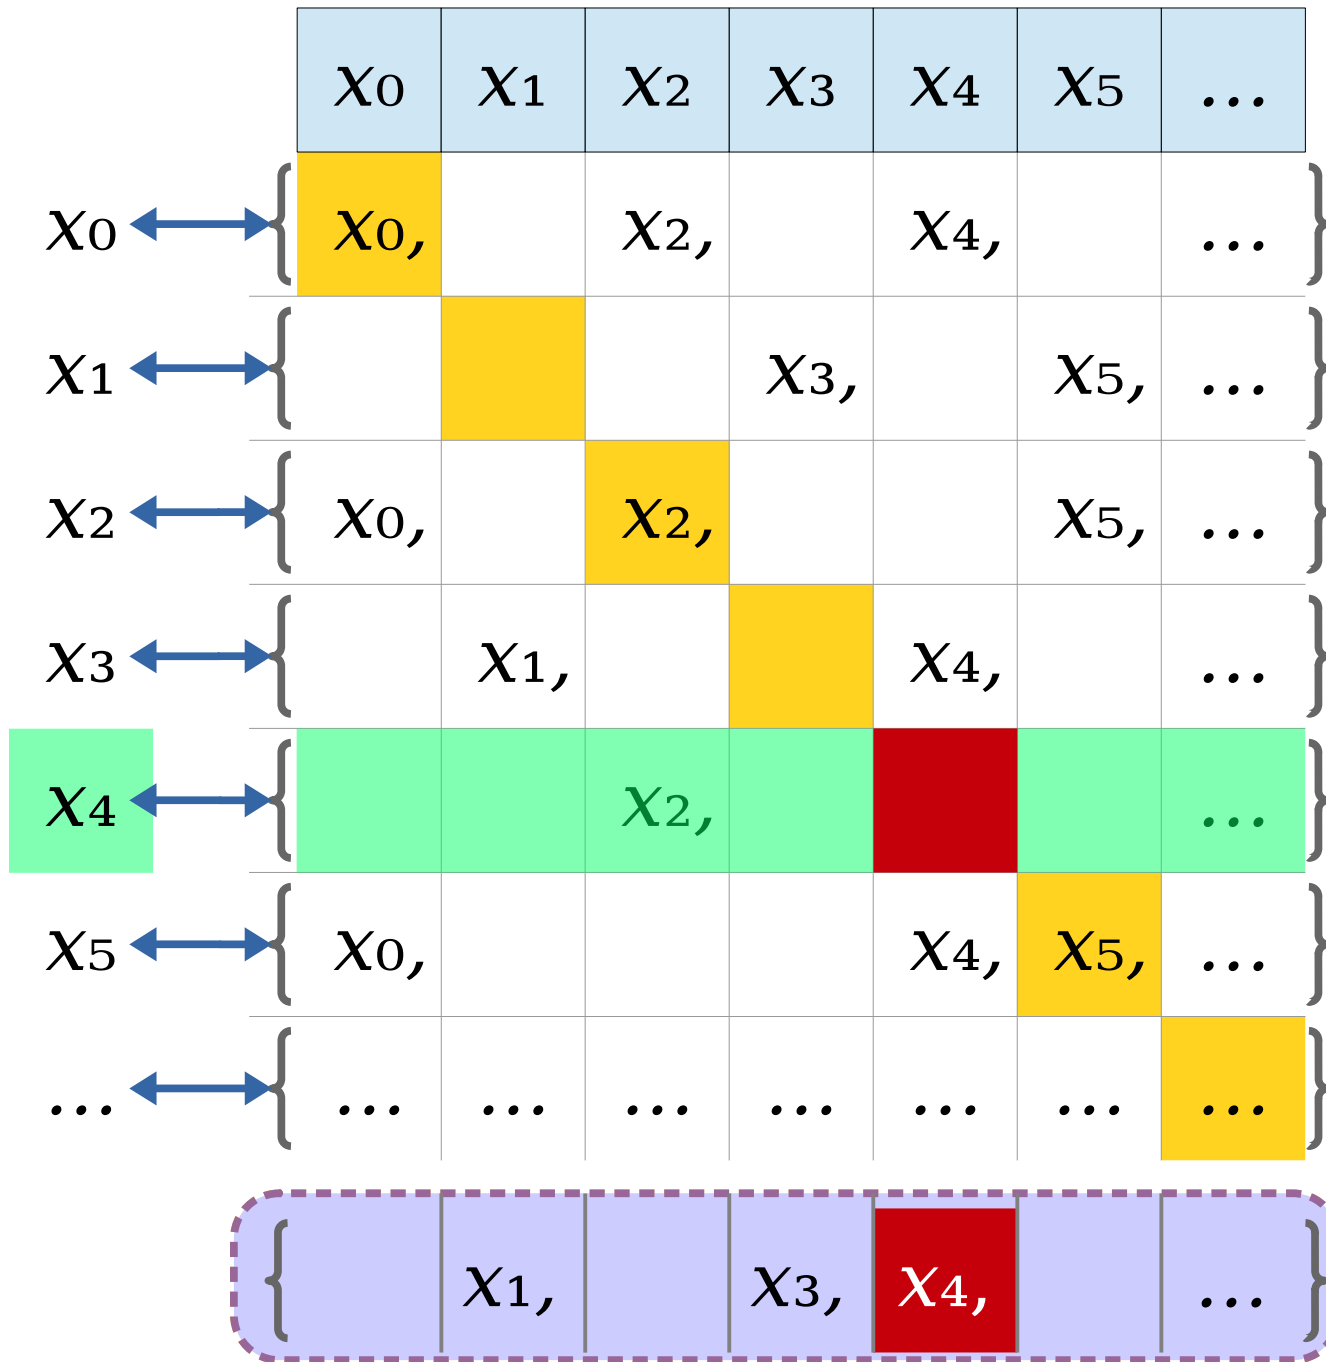 x₀ x₁ x₂ x₃ x₄ x₅ ...
x₀ { x₀, x₂, x₄, ... }
x₁ { x₃, x₅, ... }
x₂ { x₀, x₂, x₅, ... }
x₃ { x₁, x₄, ... }
x₄ { x₂, ... }
x₅ { x₀, x₄, x₅, ... }
... { ... ... ... ... ... ... ... }
{ x₁, x₃, x₄, ... }